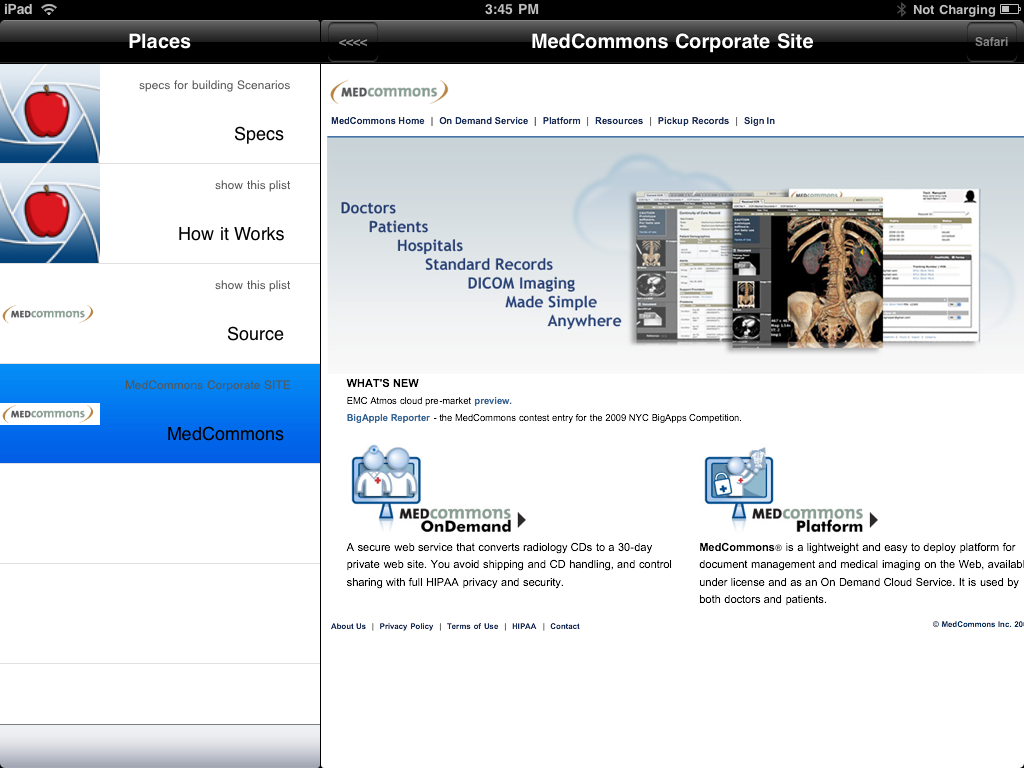 iPad 3:45 PM Not Charging
Places
<<<< MedCommons Corporate Site Safari
specs for building Scenarios
Specs
show this plist
How it Works
show this plist
MEDcommons
Source
MedCommons Corporate SITE
MEDcommons
MedCommons
MEDcommons
MedCommons Home | On Demand Service | Platform | Resources | Pickup Records | Sign In
Doctors
Patients
Hospitals
Standard Records
DICOM Imaging
Made Simple
Anywhere
WHAT'S NEW
EMC Atmos cloud pre-market preview.
BigApple Reporter - the MedCommons contest entry for the 2009 NYC BigApps Competition.
MEDcommons
OnDemand
A secure web service that converts radiology CDs to a 30-day
private web site. You avoid shipping and CD handling, and control
sharing with full HIPAA privacy and security.
MEDcommons
Platform
MedCommons® is a lightweight and easy to deploy platform for
document management and medical imaging on the Web, availabl
under license and as an On Demand Cloud Service. It is used by
both doctors and patients.
About Us | Privacy Policy | Terms of Use | HIPAA | Contact
© MedCommons Inc. 20